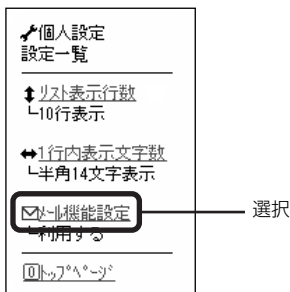 個人設定
設定一覧
リスト表示行数
└10行表示
1行内表示文字数
└半角14文字表示
ﾒｰﾙ機能設定
└利用する
選択
0ﾄｯﾌﾟﾍﾟｰｼﾞ